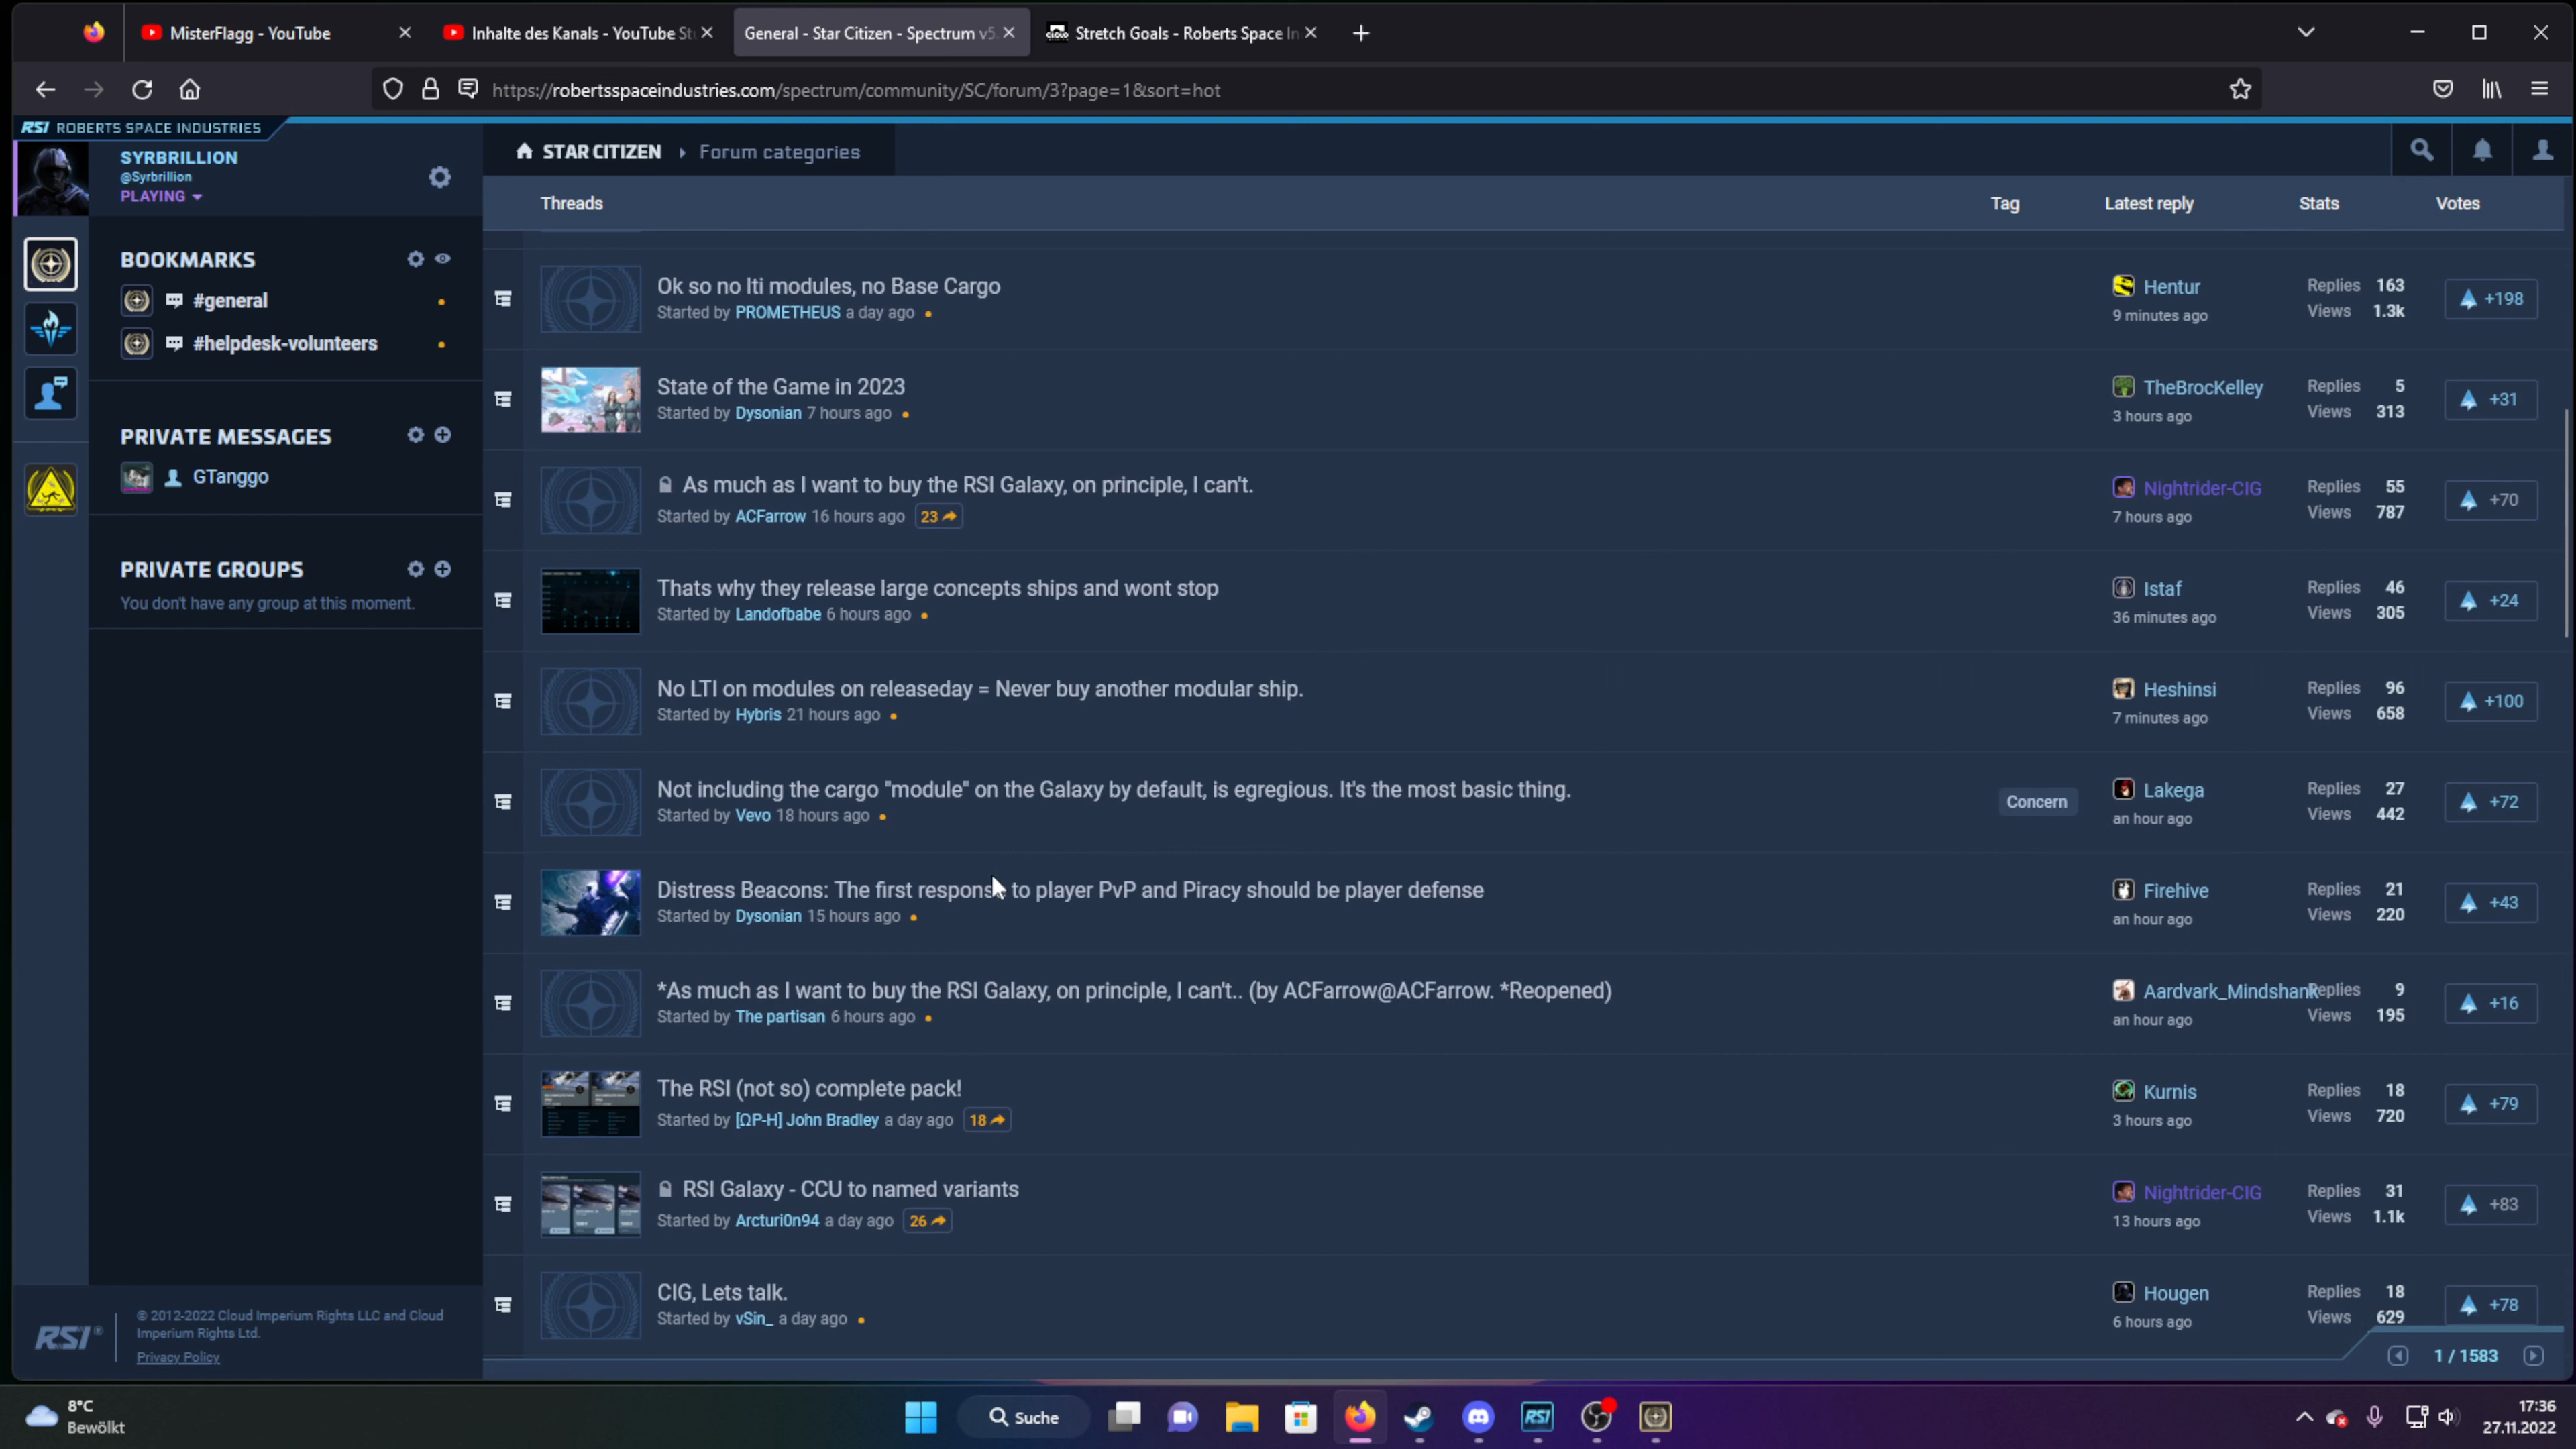 MisterFlagg - YouTube
Inhalte des Kanals - YouTube St
General - Star Citizen - Spectrum v5.
Stretch Goals - Roberts Space In
https://robertsspaceindustries.com/spectrum/community/SC/forum/3?page=1&sort=hot
RSI ROBERTS SPACE INDUSTRIES
SYRBRILLION
@Syrbrillion
PLAYING
STAR CITIZEN
Forum categories
BOOKMARKS
#general
#helpdesk-volunteers
PRIVATE MESSAGES
GTanggo
PRIVATE GROUPS
You don't have any group at this moment.
Threads Tag Latest reply Stats Votes
Ok so no lti modules, no Base Cargo
Started by PROMETHEUS a day ago
Hentur
9 minutes ago
Replies 163
Views 1.3k
+198
State of the Game in 2023
Started by Dysonian 7 hours ago
TheBrocKelley
3 hours ago
Replies 5
Views 313
+31
As much as I want to buy the RSI Galaxy, on principle, I can't.
Started by ACFarrow 16 hours ago 23
Nightrider-CIG
7 hours ago
Replies 55
Views 787
+70
Thats why they release large concepts ships and wont stop
Started by Landofbabe 6 hours ago
Istaf
36 minutes ago
Replies 46
Views 305
+24
No LTI on modules on releaseday = Never buy another modular ship.
Started by Hybris 21 hours ago
Heshinsi
7 minutes ago
Replies 96
Views 658
+100
Not including the cargo "module" on the Galaxy by default, is egregious. It's the most basic thing.
Started by Vevo 18 hours ago
Concern
Lakega
an hour ago
Replies 27
Views 442
+72
Distress Beacons: The first response to player PvP and Piracy should be player defense
Started by Dysonian 15 hours ago
Firehive
an hour ago
Replies 21
Views 220
+43
*As much as I want to buy the RSI Galaxy, on principle, I can't.. (by ACFarrow@ACFarrow. *Reopened)
Started by The partisan 6 hours ago
Aardvark_Mindshank
an hour ago
Replies 9
Views 195
+16
The RSI (not so) complete pack!
Started by [ΩP-H] John Bradley a day ago 18
Kurnis
3 hours ago
Replies 18
Views 720
+79
RSI Galaxy - CCU to named variants
Started by Arcturi0n94 a day ago 26
Nightrider-CIG
13 hours ago
Replies 31
Views 1.1k
+83
CIG, Lets talk.
Started by vSin_ a day ago
Hougen
6 hours ago
Replies 18
Views 629
+78
RSI®
© 2012-2022 Cloud Imperium Rights LLC and Cloud
Imperium Rights Ltd.
Privacy Policy
1 / 1583
8°C
Bewölkt
Suche
RSI
17:36
27.11.2022